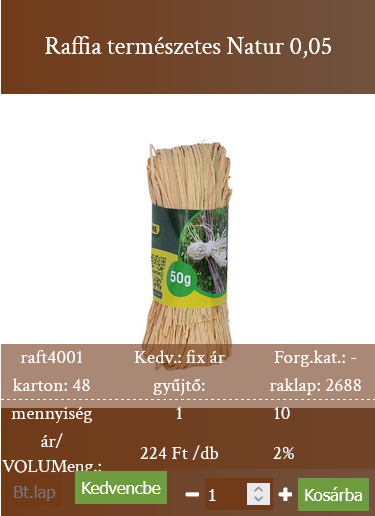 Raffia természetes Natur 0,05
50g
raft4001 Kedv.: fix ár Forg.kat.: -
karton: 48 gyűjtő: raklap: 2688
mennyiség 1 10
ár/
VOLUMeng.: 224 Ft /db 2%
Bt.lap Kedvencbe 1 Kosárba